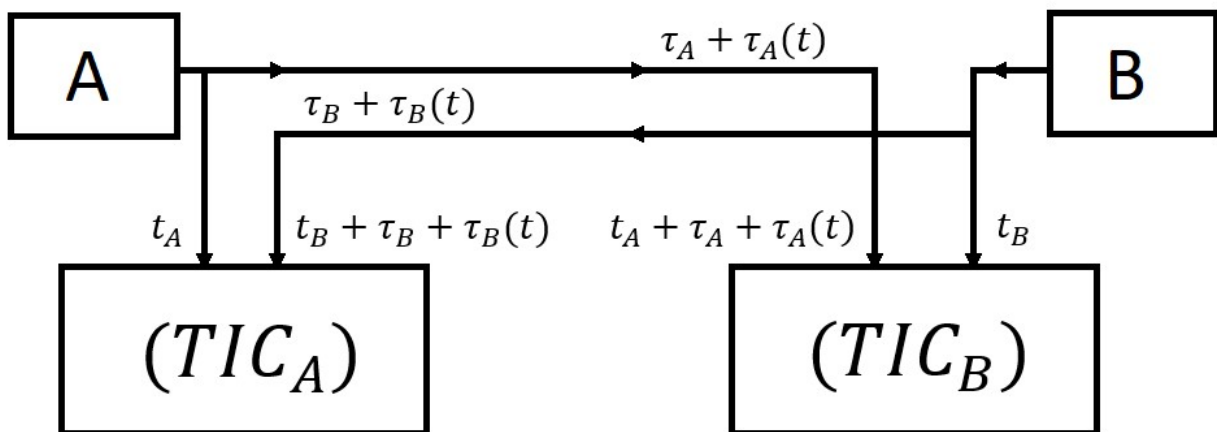 A
B
τ_A + τ_A(t)
τ_B + τ_B(t)
t_A
t_B + τ_B + τ_B(t)
t_A + τ_A + τ_A(t)
t_B
(TIC_A)
(TIC_B)